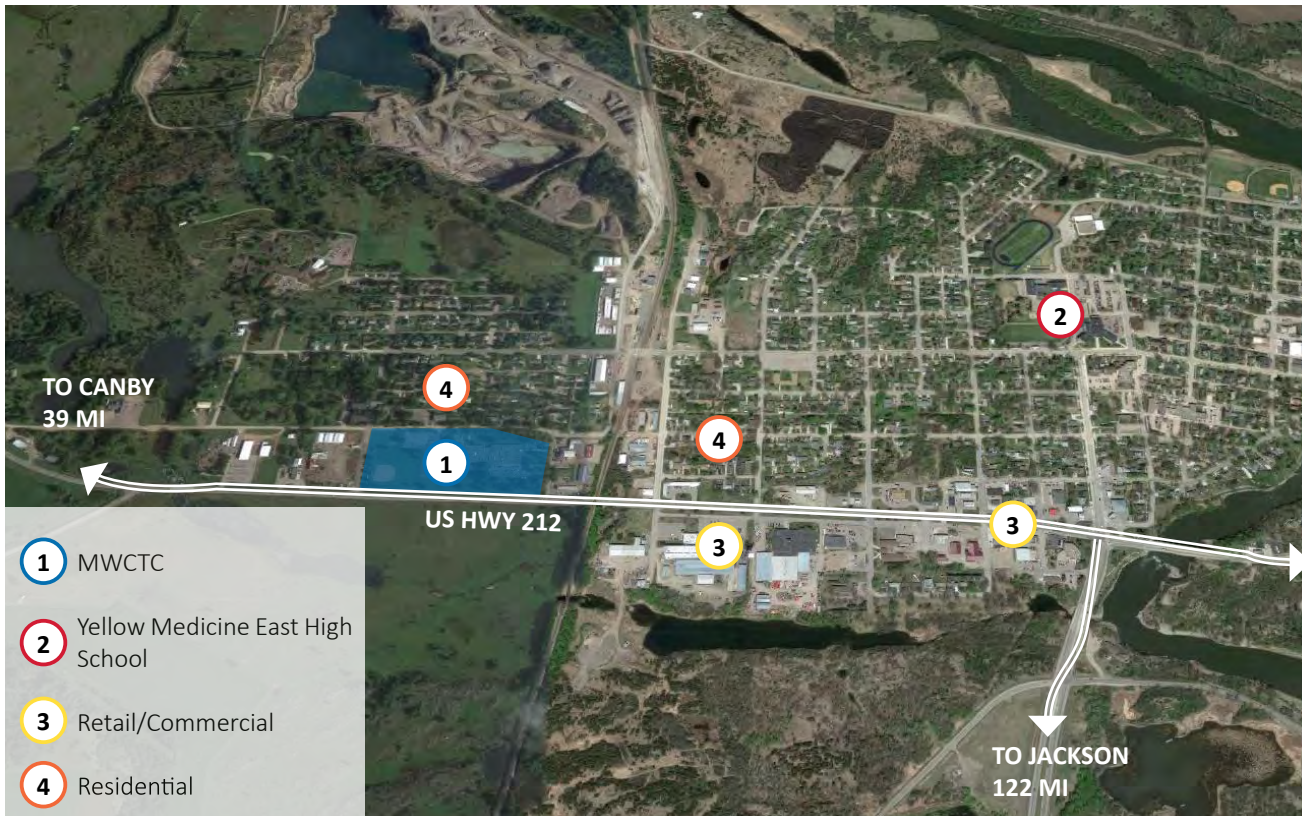 2
TO CANBY
39 MI
4
4
1
US HWY 212
3
3
1 MWCTC
2 Yellow Medicine East High
School
3 Retail/Commercial
4 Residential
TO JACKSON
122 MI